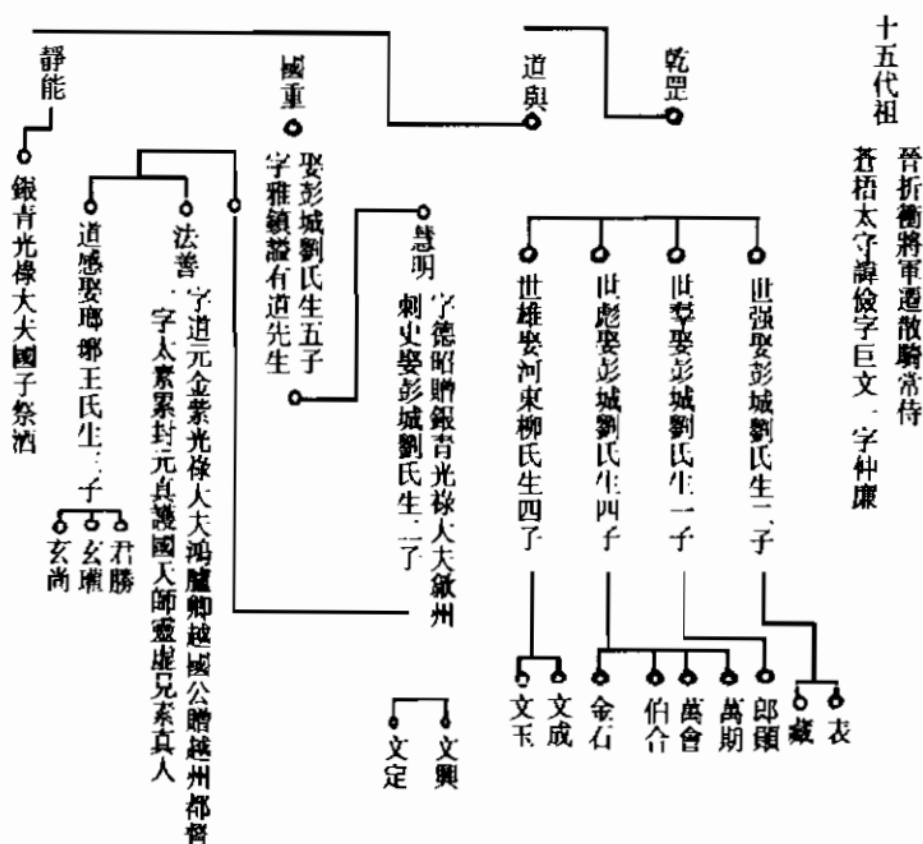 十五代祖
晉折衝將軍遷散騎常侍
蒼梧太守諱儉字巨文一字仲廉
乾罡
道與
國重
靜能
世强娶彭城劉氏生二子
世羣娶彭城劉氏生一子
世彪娶彭城劉氏生四子
世雄娶河東柳氏生四子
表
藏
郎顗
萬期
萬會
伯合
金石
文成
文玉
慧明
字德昭贈銀青光祿大夫歙州
刺史娶彭城劉氏生二子
文興
文定
娶彭城劉氏生五子
字雅鎮謚有道先生
法善
字道元金紫光祿大夫鴻臚卿越國公贈越州都督
一字太素累封元真護國天師靈虛見素真人
道感娶瑯琊王氏生三子
君勝
玄瓘
玄尚
銀青光祿大夫國子祭酒